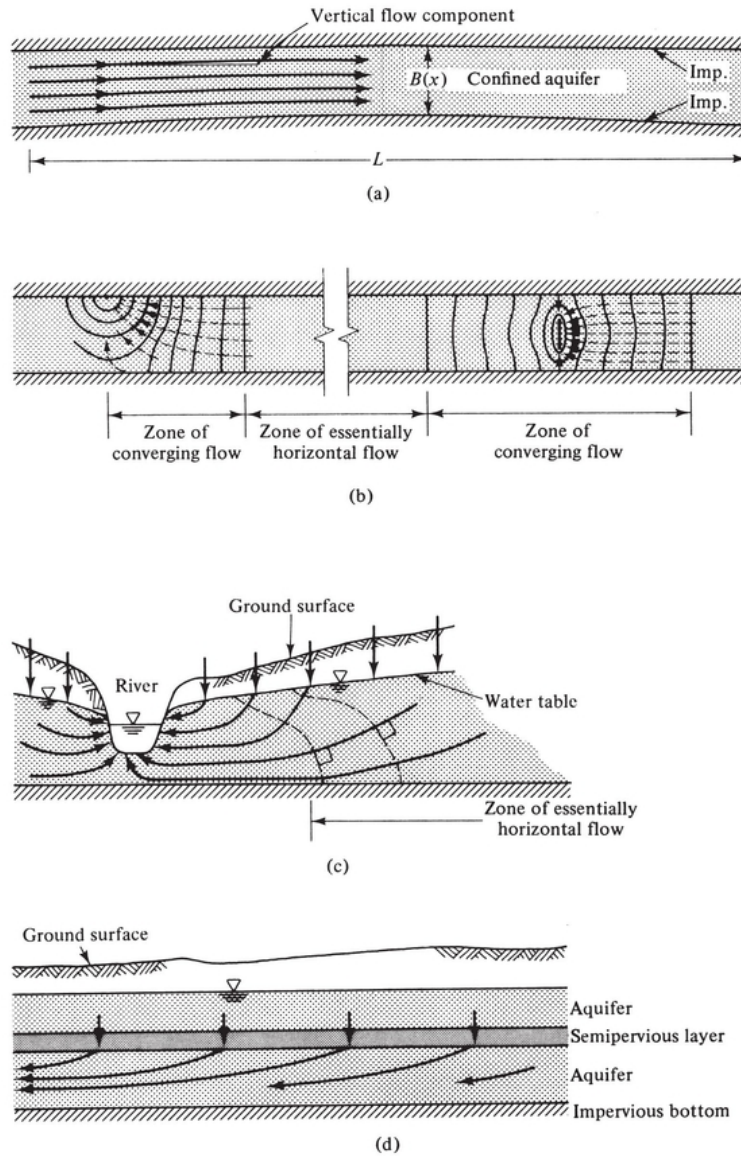 Vertical flow component
B(x) Confined aquifer
Imp.
Imp.
L
(a)
Zone of
converging flow
Zone of essentially
horizontal flow
Zone of
converging flow
(b)
Ground surface
River
Water table
Zone of essentially
horizontal flow
(c)
Ground surface
Aquifer
Semipervious layer
Aquifer
Impervious bottom
(d)